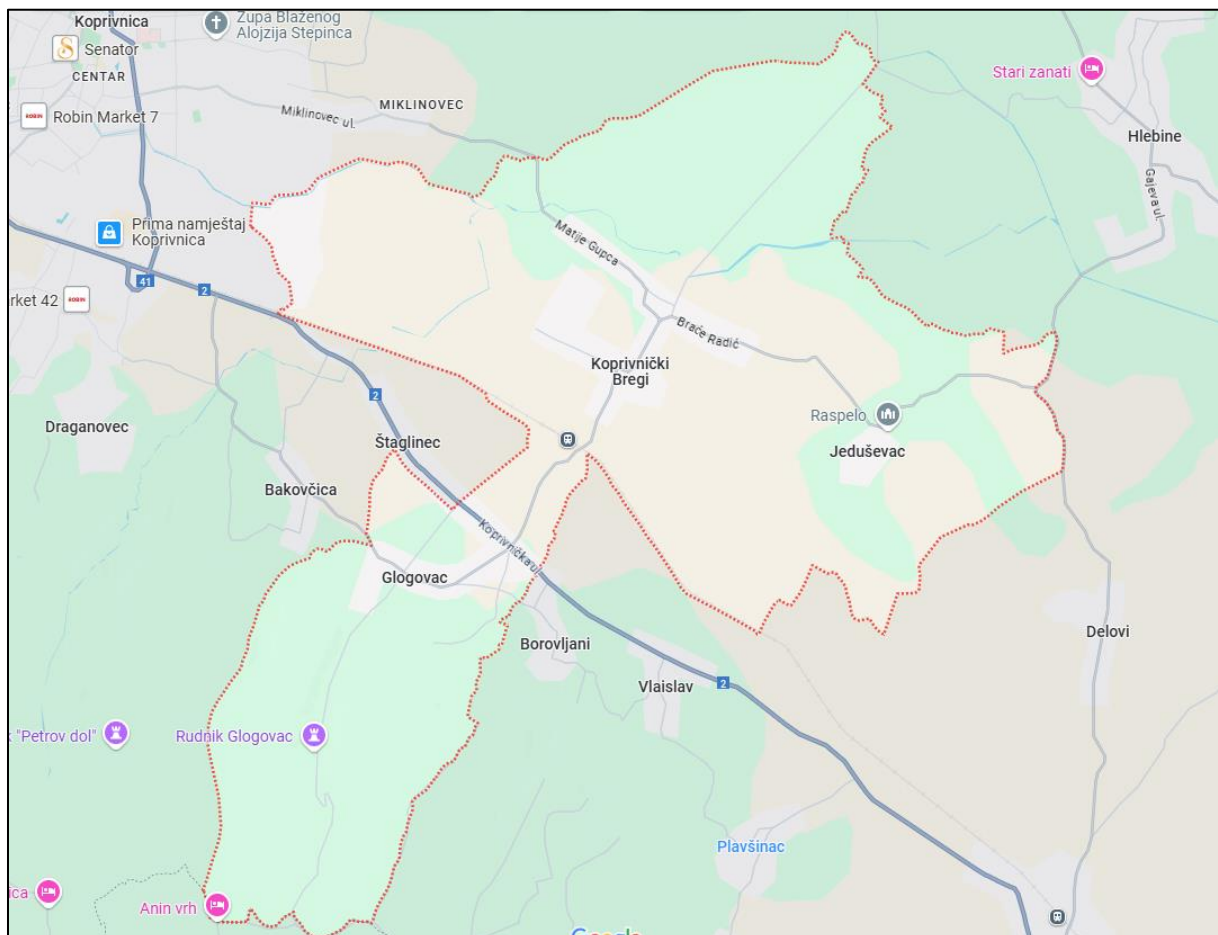 Koprivnica
Župa Blaženog
Alojzija Stepinca
Senator
CENTAR
Stari zanati
MIKLINOVEC
Robin Market 7
Miklinovec ul.
Hlebine
Gajeva ul.
Prima namještaj
Koprivnica
Matije Gupca
41
2
rket 42
Braće Radić
Koprivnički
Bregi
2
Raspelo
Draganovec
Štaglinec
Jeduševac
Bakovčica
Koprivnička ul.
Glogovac
Delovi
Borovljani
Vlaislav
2
"Petrov dol"
Rudnik Glogovac
Plavšinac
ica
Anin vrh
Google